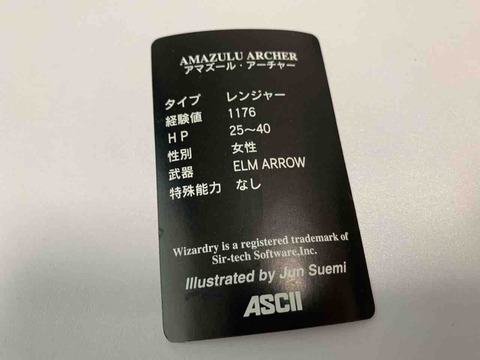 AMAZULU ARCHER
アマズール・アーチャー
タイプ レンジャー
経験値 1176
HP 25～40
性別 女性
武器 ELM ARROW
特殊能力 なし
Wizardry is a registered trademark of
Sir-tech Software,Inc.
Illustrated by Jun Suemi
ASCII